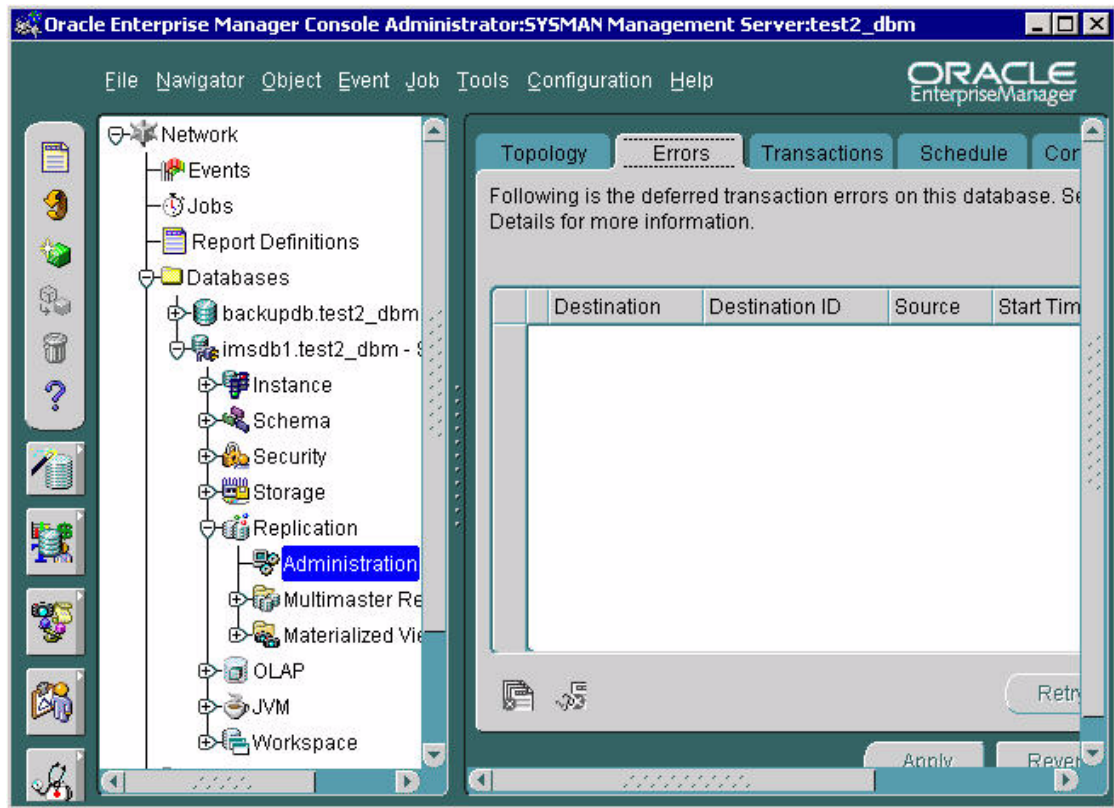 Oracle Enterprise Manager Console Administrator:SYSMAN Management Server:test2_dbm
File Navigator Object Event Job Tools Configuration Help
ORACLE
EnterpriseManager
Network
Events
Jobs
Report Definitions
Databases
backupdb.test2_dbm
imsdb1.test2_dbm - S
Instance
Schema
Security
Storage
Replication
Administration
Multimaster Re
Materialized Vie
OLAP
JVM
Workspace
Topology Errors Transactions Schedule Cor
Following is the deferred transaction errors on this database. Se
Details for more information.
Destination Destination ID Source Start Tim
Retry
Apply Rever